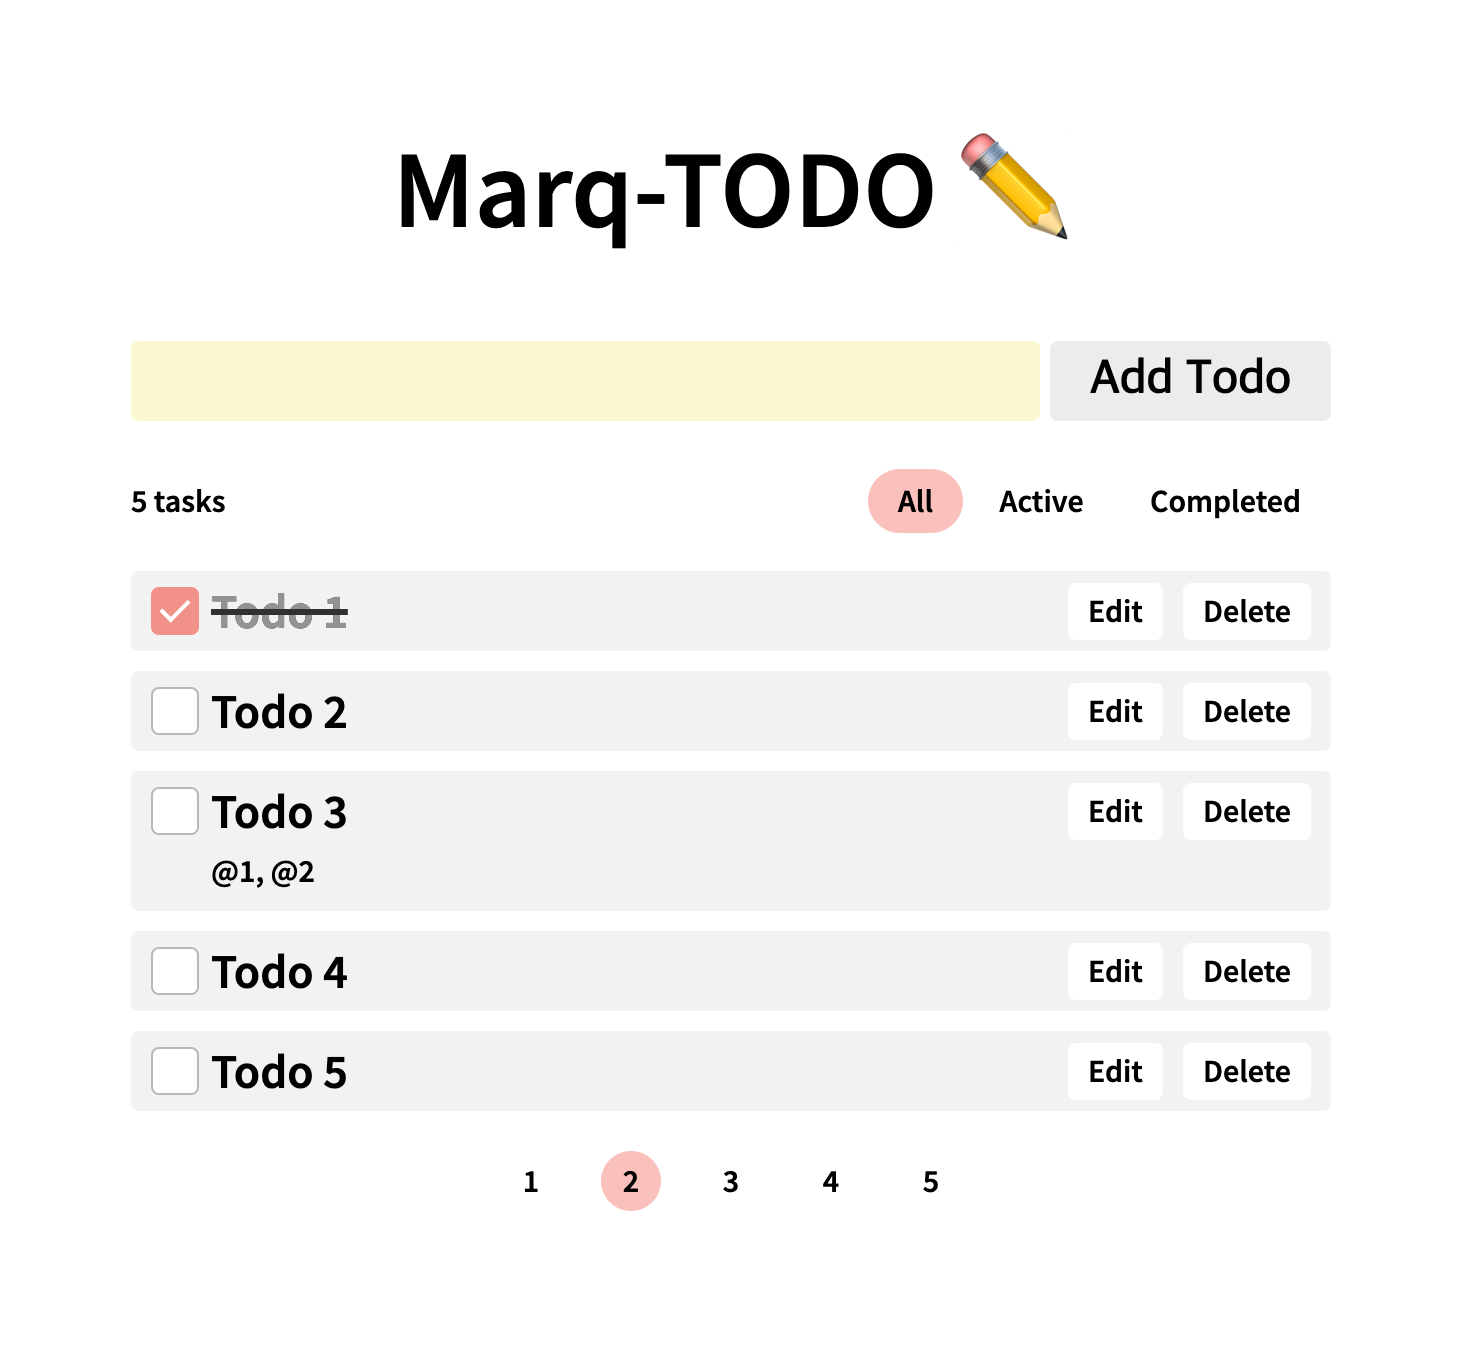 Marq-TODO ✏️
Add Todo
5 tasks All Active Completed
Todo 1 Edit Delete
Todo 2 Edit Delete
Todo 3 Edit Delete
@1, @2
Todo 4 Edit Delete
Todo 5 Edit Delete
1 2 3 4 5